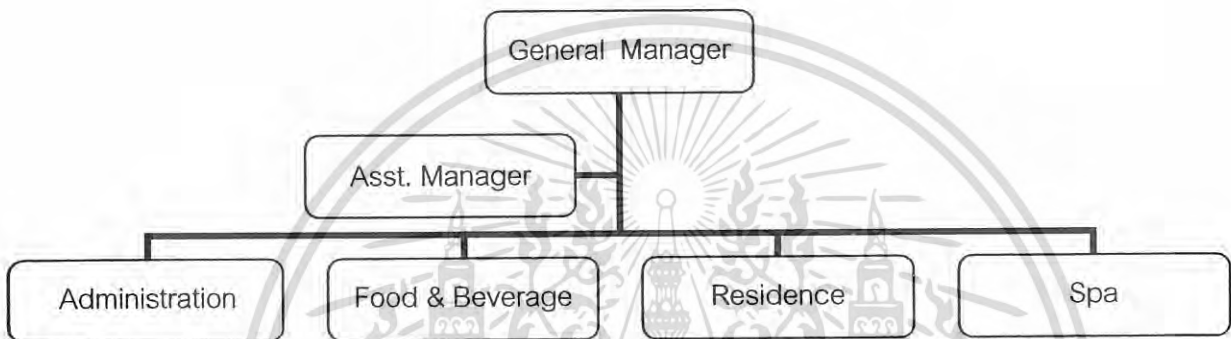 General Manager
Asst. Manager
Administration
Food & Beverage
Residence
Spa